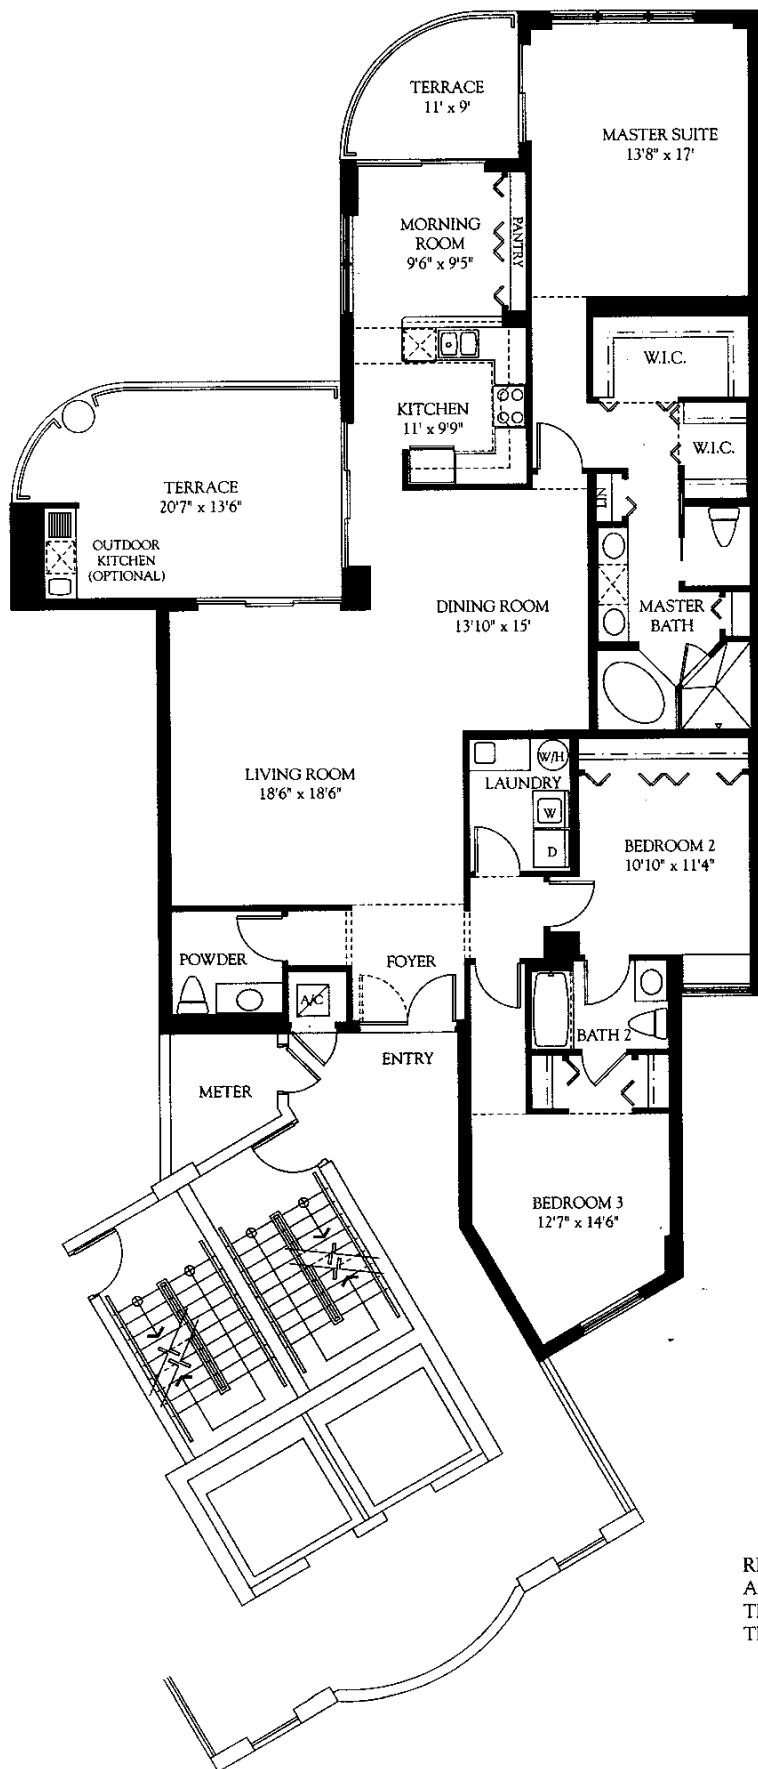 TERRACE
11' x 9'
MASTER SUITE
13'8" x 17'
MORNING
ROOM
9'6" x 9'5"
PANTRY
W.I.C.
KITCHEN
11' x 9'9"
W.I.C.
TERRACE
20'7" x 13'6"
LIN
OUTDOOR
KITCHEN
(OPTIONAL)
DINING ROOM
13'10" x 15'
MASTER
BATH
LIVING ROOM
18'6" x 18'6"
W/H
LAUNDRY
W
D
BEDROOM 2
10'10" x 11'4"
POWDER
FOYER
A/C
BATH 2
ENTRY
METER
BEDROOM 3
12'7" x 14'6"